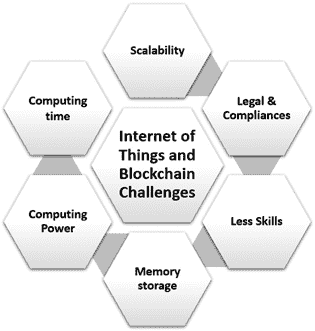 Scalability
Legal &
Compliances
Less Skills
Memory
storage
Computing
Power
Computing
time
Internet of
Things and
Blockchain
Challenges